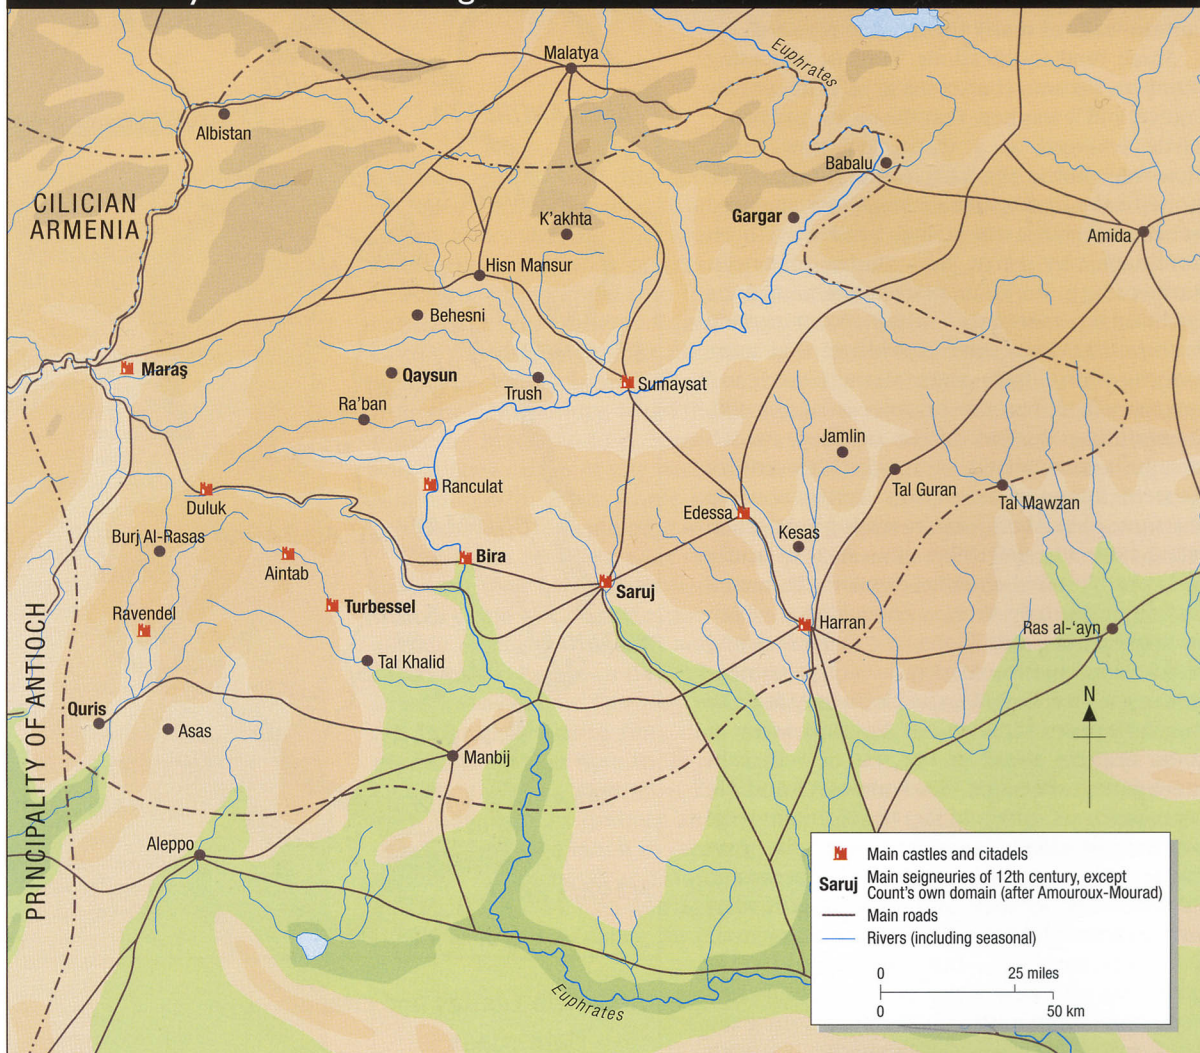 Malatya
Euphrates
Albistan
Babalu
CILICIAN
ARMENIA
K'akhta
Gargar
Amida
Hisn Mansur
Behesni
Maraş
Qaysun
Trush
Sumaysat
Ra'ban
Jamlin
Ranculat
Tal Guran
Tal Mawzan
Duluk
Edessa
Burj Al-Rasas
Kesas
Aintab
Bira
Saruj
Turbessel
Ravendel
Harran
Ras al-'ayn
Tal Khalid
PRINCIPALITY OF ANTIOCH
N
Quris
Asas
Manbij
Aleppo
Euphrates
Main castles and citadels
Saruj
Main seigneuries of 12th century, except
Count's own domain (after Amouroux-Mourad)
Main roads
Rivers (including seasonal)
0
25 miles
0
50 km